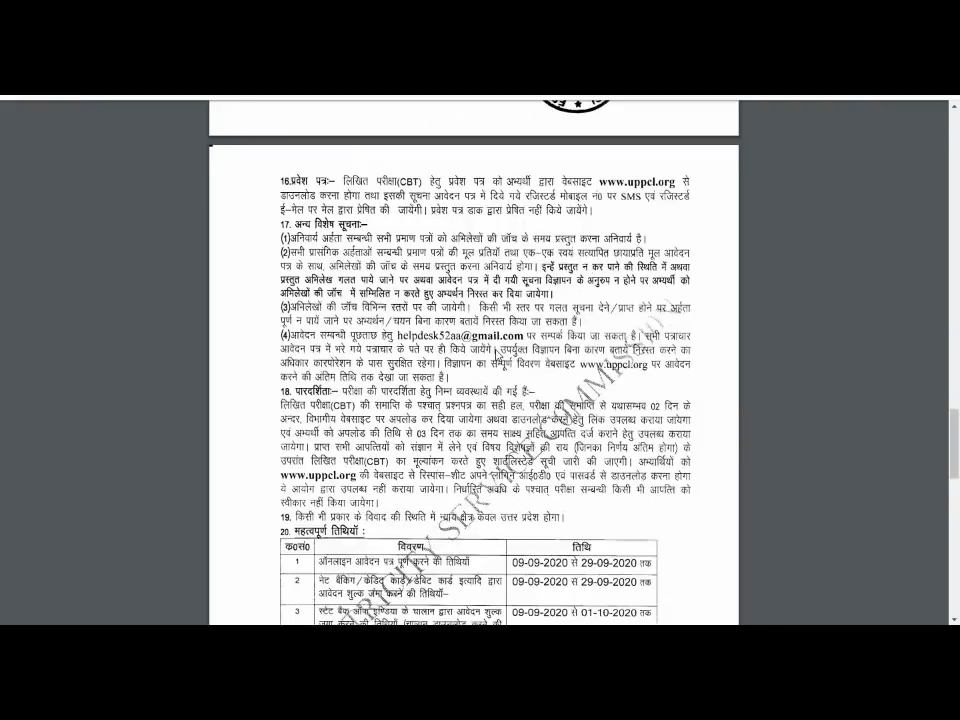 16.प्रवेश पत्रः– लिखित परीक्षा(CBT) हेतु प्रवेश पत्र को अभ्यर्थी द्वारा वेबसाइट www.uppcl.org से
डाउनलोड करना होगा तथा इसकी सूचना आवेदन पत्र मे दिये गये रजिस्टर्ड मोबाइल नं0 पर SMS एवं रजिस्टर्ड
ई–मेल पर मेल द्वारा प्रेषित की जायेंगी। प्रवेश पत्र डाक द्वारा प्रेषित नहीं किये जायेंगे।
17. अन्य विशेष सूचनाः–
(1)अनिवार्य अर्हता सम्बन्धी सभी प्रमाण पत्रों को अभिलेखों की जॉच के समय प्रस्तुत करना अनिवार्य है।
(2)सभी प्रासंगिक अर्हताओं सम्बन्धी प्रमाण पत्रों की मूल प्रतियॉ तथा एक–एक स्वयं सत्यापित छायाप्रति मूल आवेदन
पत्र के साथ, अभिलेखों की जॉच के समय प्रस्तुत करना अनिवार्य होगा। इन्हें प्रस्तुत न कर पाने की स्थिति में अथवा
प्रस्तुत अभिलेख गलत पाये जाने पर अथवा आवेदन पत्र में दी गयी सूचना विज्ञापन के अनुरुप न होने पर अभ्यर्थी को
अभिलेखों की जॉच में सम्मिलित न करते हुए अभ्यर्थन निरस्त कर दिया जायेगा।
(3)अभिलेखों की जॉच विभिन्न स्तरों पर की जायेगी। किसी भी स्तर पर गलत सूचना देने/प्राप्त होने पर अर्हता
पूर्ण न पायें जाने पर अभ्यर्थन/चयन बिना कारण बतायें निरस्त किया जा सकता है।
(4)आवेदन सम्बन्धी पूछताछ हेतु helpdesk52aa@gmail.com पर सम्पर्क किया जा सकता है। सभी पत्राचार
आवेदन पत्र में भरे गये पत्राचार के पते पर ही किये जायेंगे। उपर्युक्त विज्ञापन बिना कारण बताये निरस्त करने का
अधिकार कारपोरेशन के पास सुरक्षित रहेगा। विज्ञापन का सम्पूर्ण विवरण वेबसाइट www.uppcl.org पर आवेदन
करने की अंतिम तिथि तक देखा जा सकता है।
18. पारदर्शिताः– परीक्षा की पारदर्शिता हेतु निम्न व्यवस्थायें की गई हैः–
लिखित परीक्षा(CBT) की समाप्ति के पश्चात् प्रश्नपत्र का सही हल, परीक्षा की समाप्ति से यथासम्भव 02 दिन के
अन्दर, विभागीय वेबसाइट पर अपलोड कर दिया जायेगा अथवा डाउनलोड करने हेतु लिंक उपलब्ध कराया जायेगा
एवं अभ्यर्थी को अपलोड की तिथि से 03 दिन तक का समय साक्ष्य सहित आपत्ति दर्ज कराने हेतु उपलब्ध कराया
जायेगा। प्राप्त सभी आपत्तियों को संज्ञान में लेने एवं विषय विशेषज्ञों की राय (जिनका निर्णय अंतिम होगा) के
उपरांत लिखित परीक्षा(CBT) का मूल्यांकन करते हुए शार्टलिस्टेड सूची जारी की जाएगी। अभ्यार्थियों को
www.uppcl.org की वेबसाइट से रिस्पांस–शीट अपने लॉगिन आई0डी0 एवं पासवर्ड से डाउनलोड करना होगा
ये आयोग द्वारा उपलब्ध नहीं कराया जायेगा। निर्धारित अवधि के पश्चात् परीक्षा सम्बन्धी किसी भी आपत्ति को
स्वीकार नहीं किया जायेगा।
19. किसी भी प्रकार के विवाद की स्थिति में न्याय क्षेत्र केवल उत्तर प्रदेश होगा।
20. महत्वपूर्ण तिथियॉ :
क0सं0 विवरण तिथि
1 ऑनलाइन आवेदन पत्र पूर्ण करने की तिथियॉ 09-09-2020 से 29-09-2020 तक
2 नेट बैंकिग/क्रेडिट कार्ड/डेबिट कार्ड इत्यादि द्वारा 09-09-2020 से 29-09-2020 तक
आवेदन शुल्क जमा करने की तिथियॉ–
3 स्टेट बैंक ऑफ इण्डिया के चालान द्वारा आवेदन शुल्क 09-09-2020 से 01-10-2020 तक
जमा करने की तिथियॉ (चालान डाउनलोड करने की